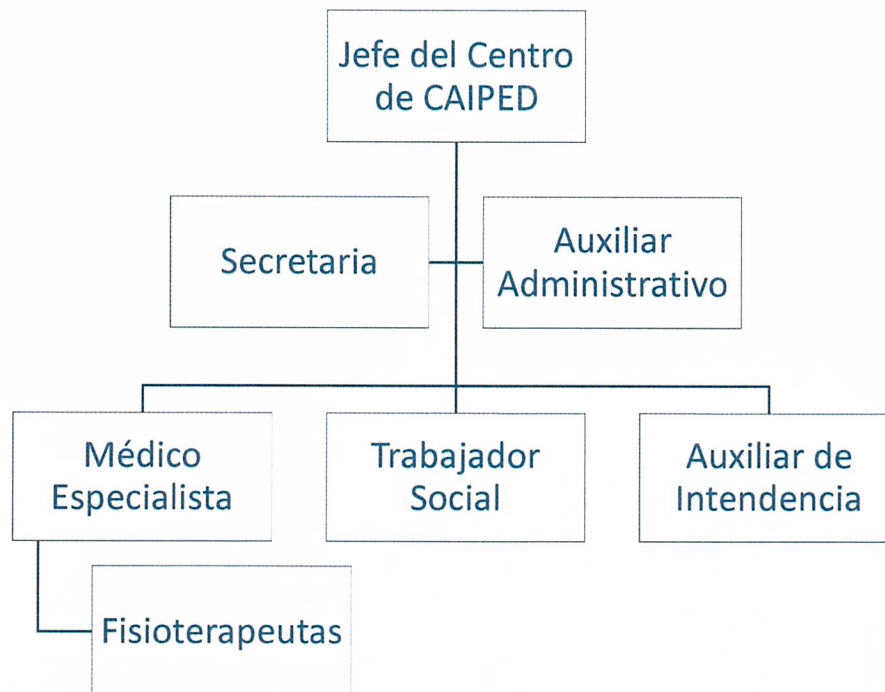 Jefe del Centro
de CAIPED
Secretaria
Auxiliar
Administrativo
Médico
Especialista
Trabajador
Social
Auxiliar de
Intendencia
Fisioterapeutas